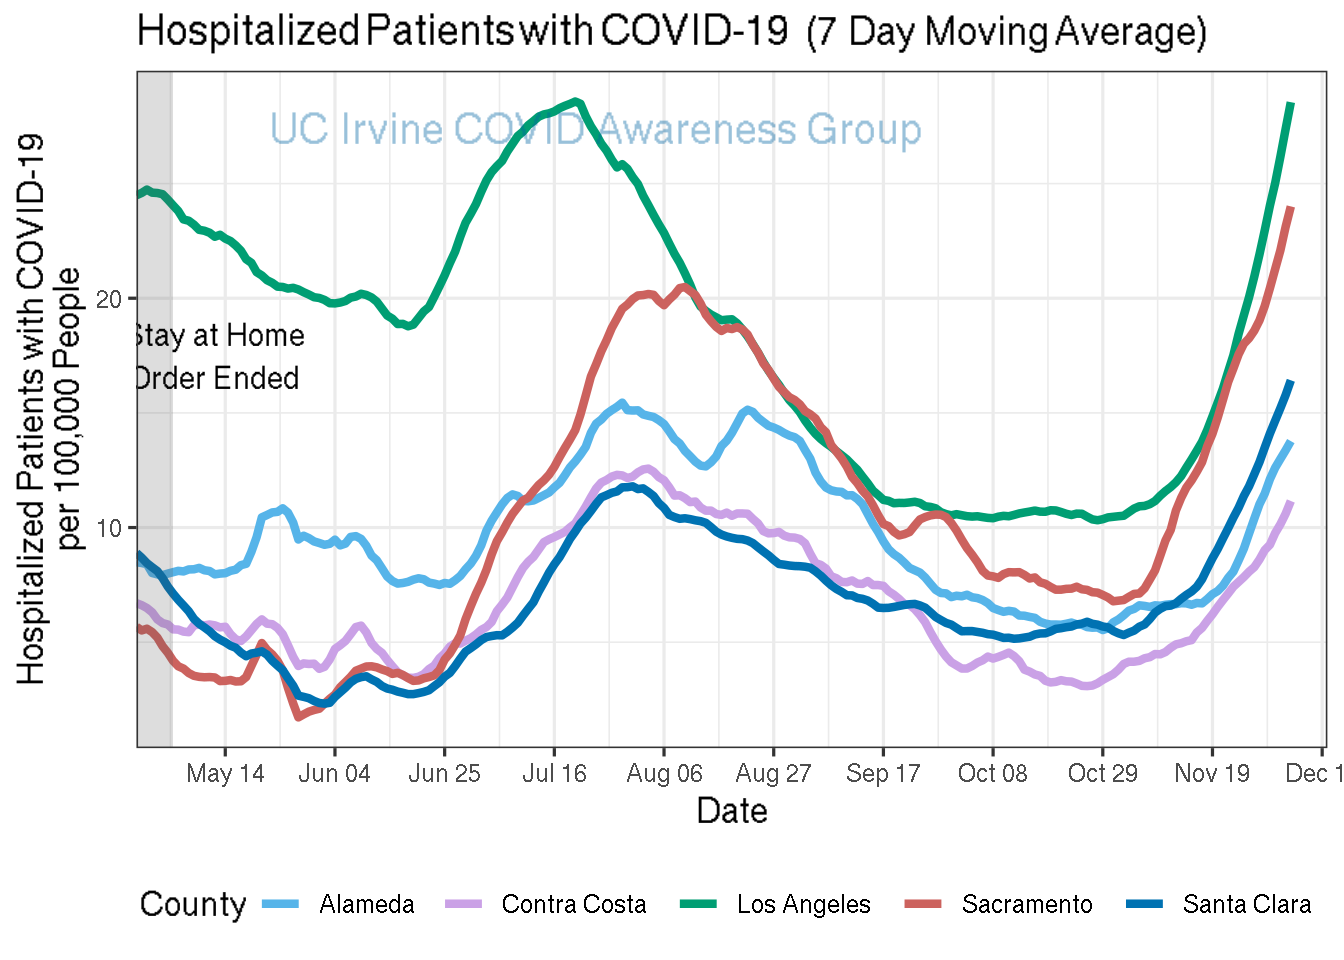 Hospitalized Patients with COVID-19 (7 Day Moving Average)
UC Irvine COVID Awareness Group
Hospitalized Patients with COVID-19
per 100,000 People
20
10
Stay at Home
Order Ended
May 14 Jun 04 Jun 25 Jul 16 Aug 06 Aug 27 Sep 17 Oct 08 Oct 29 Nov 19 Dec 1
Date
County Alameda Contra Costa Los Angeles Sacramento Santa Clara